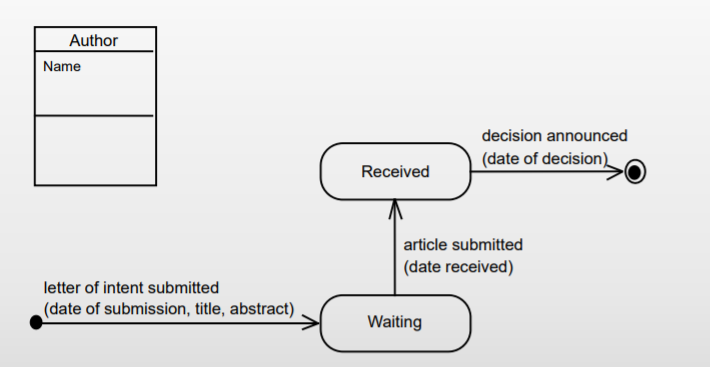 Author
Name
decision announced
(date of decision)
Received
article submitted
(date received)
letter of intent submitted
(date of submission, title, abstract)
Waiting